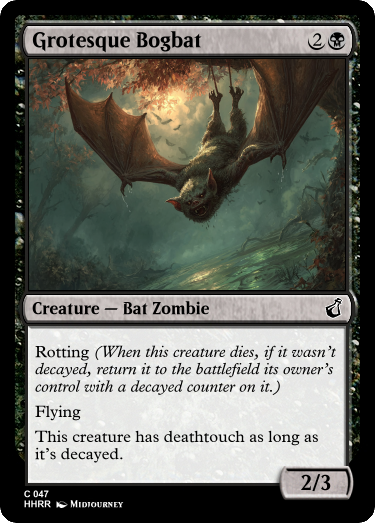 Grotesque Bogbat 2
Creature — Bat Zombie
Rotting (When this creature dies, if it wasn't
decayed, return it to the battlefield its owner's
control with a decayed counter on it.)
Flying
This creature has deathtouch as long as
it's decayed.
2/3
C 047
HHRR Midjourney